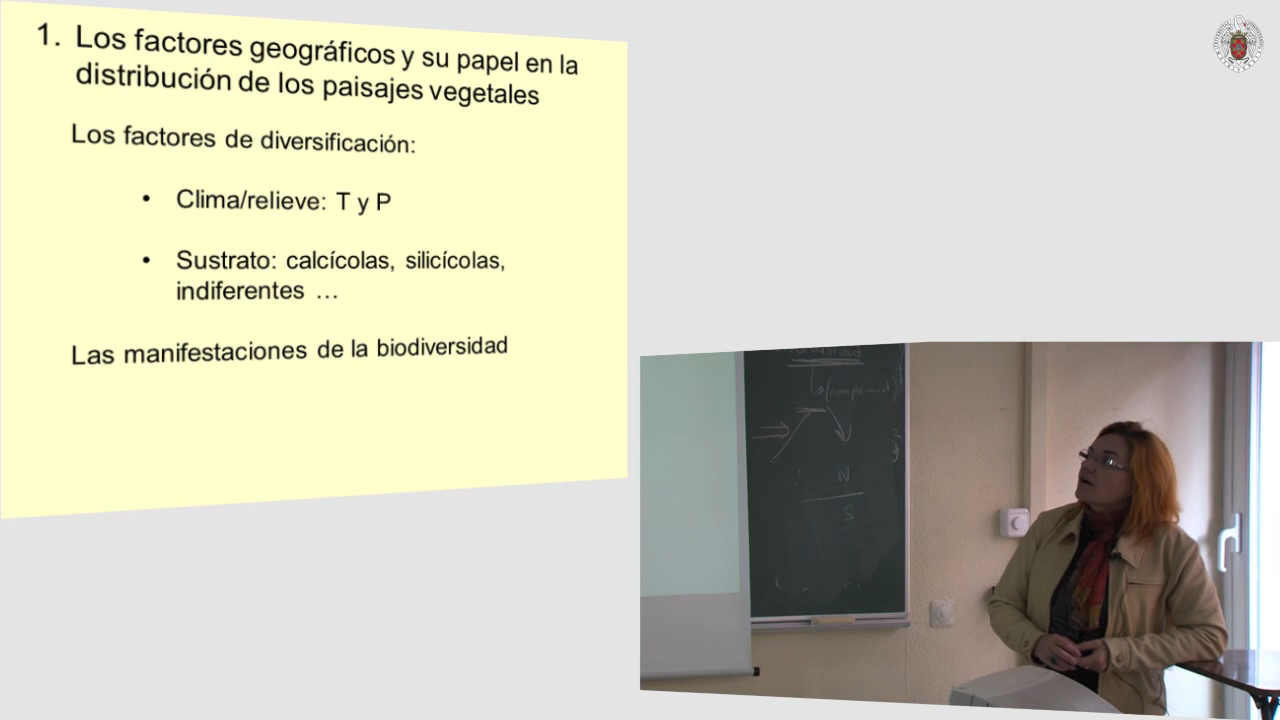 1. Los factores geográficos y su papel en la
distribución de los paisajes vegetales
Los factores de diversificación:
• Clima/relieve: T y P
• Sustrato: calcícolas, silicícolas,
indiferentes ...
Las manifestaciones de la biodiversidad
N
S